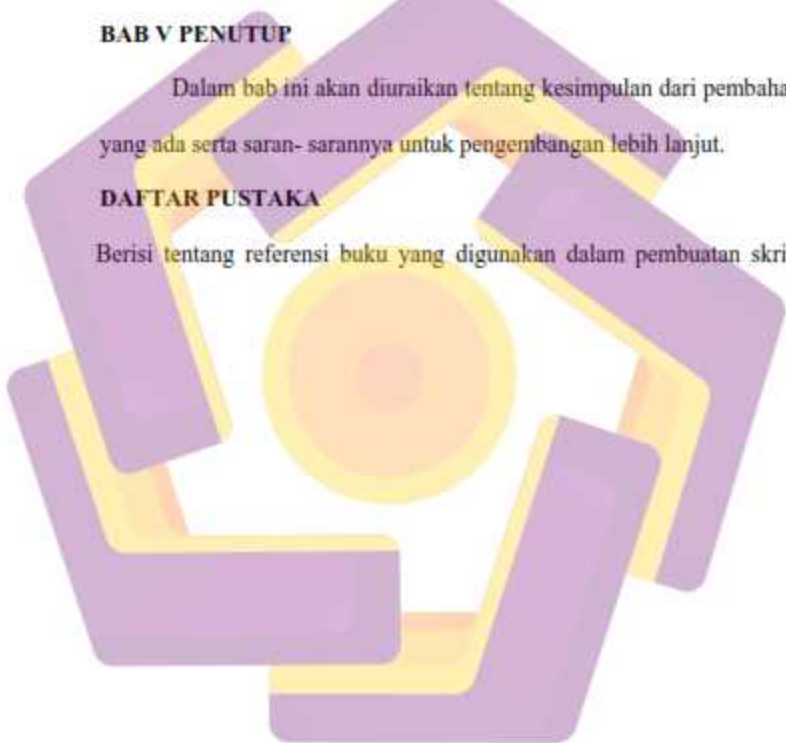 BAB V PENUTUP
Dalam bab ini akan diuraikan tentang kesimpulan dari
yang ada serta saran- sarannya untuk pengembangan lebih lanjut.
DAFTAR PUSTAKA
Berisi tentang referensi buku yang digunakan dalam pembuatan